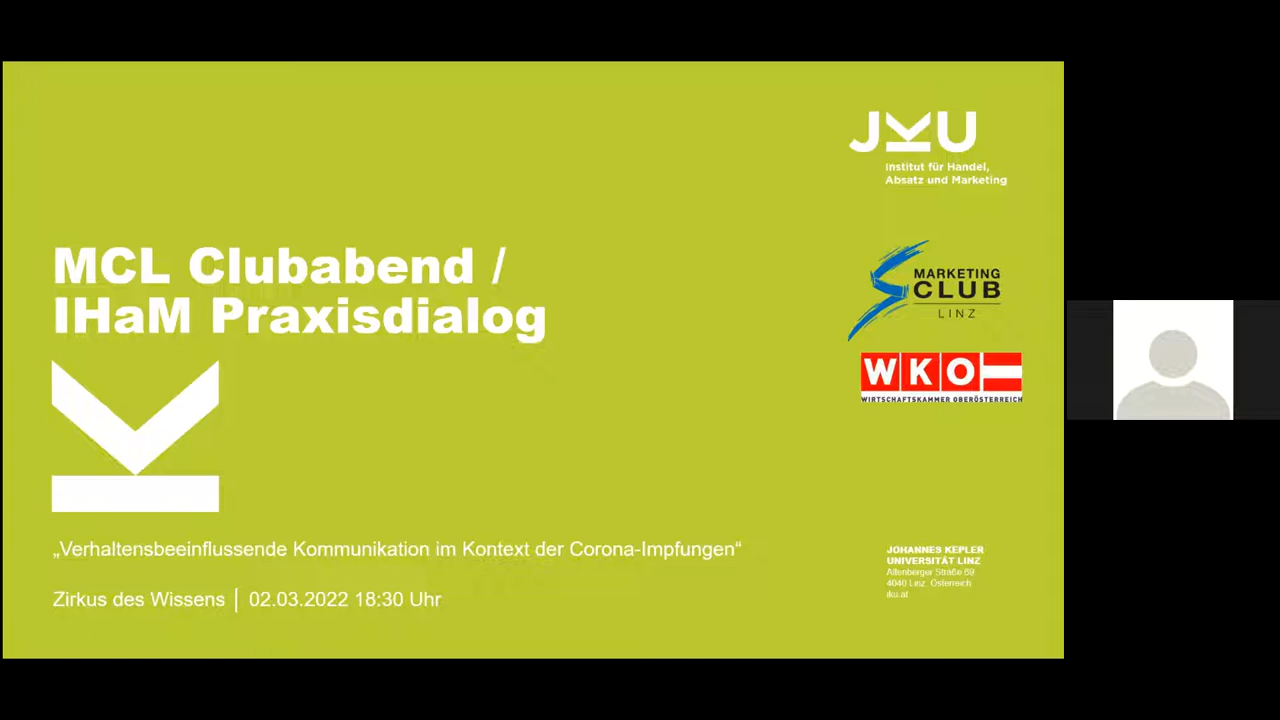 JKU
Institut für Handel,
Absatz und Marketing
MCL Clubabend /
IHaM Praxisdialog
MARKETING
CLUB
LINZ
WKO
WIRTSCHAFTSKAMMER OBERÖSTERREICH
„Verhaltensbeeinflussende Kommunikation im Kontext der Corona-Impfungen“
Zirkus des Wissens │ 02.03.2022 18:30 Uhr
JOHANNES KEPLER
UNIVERSITÄT LINZ
Altenberger Straße 69
4040 Linz, Österreich
jku.at